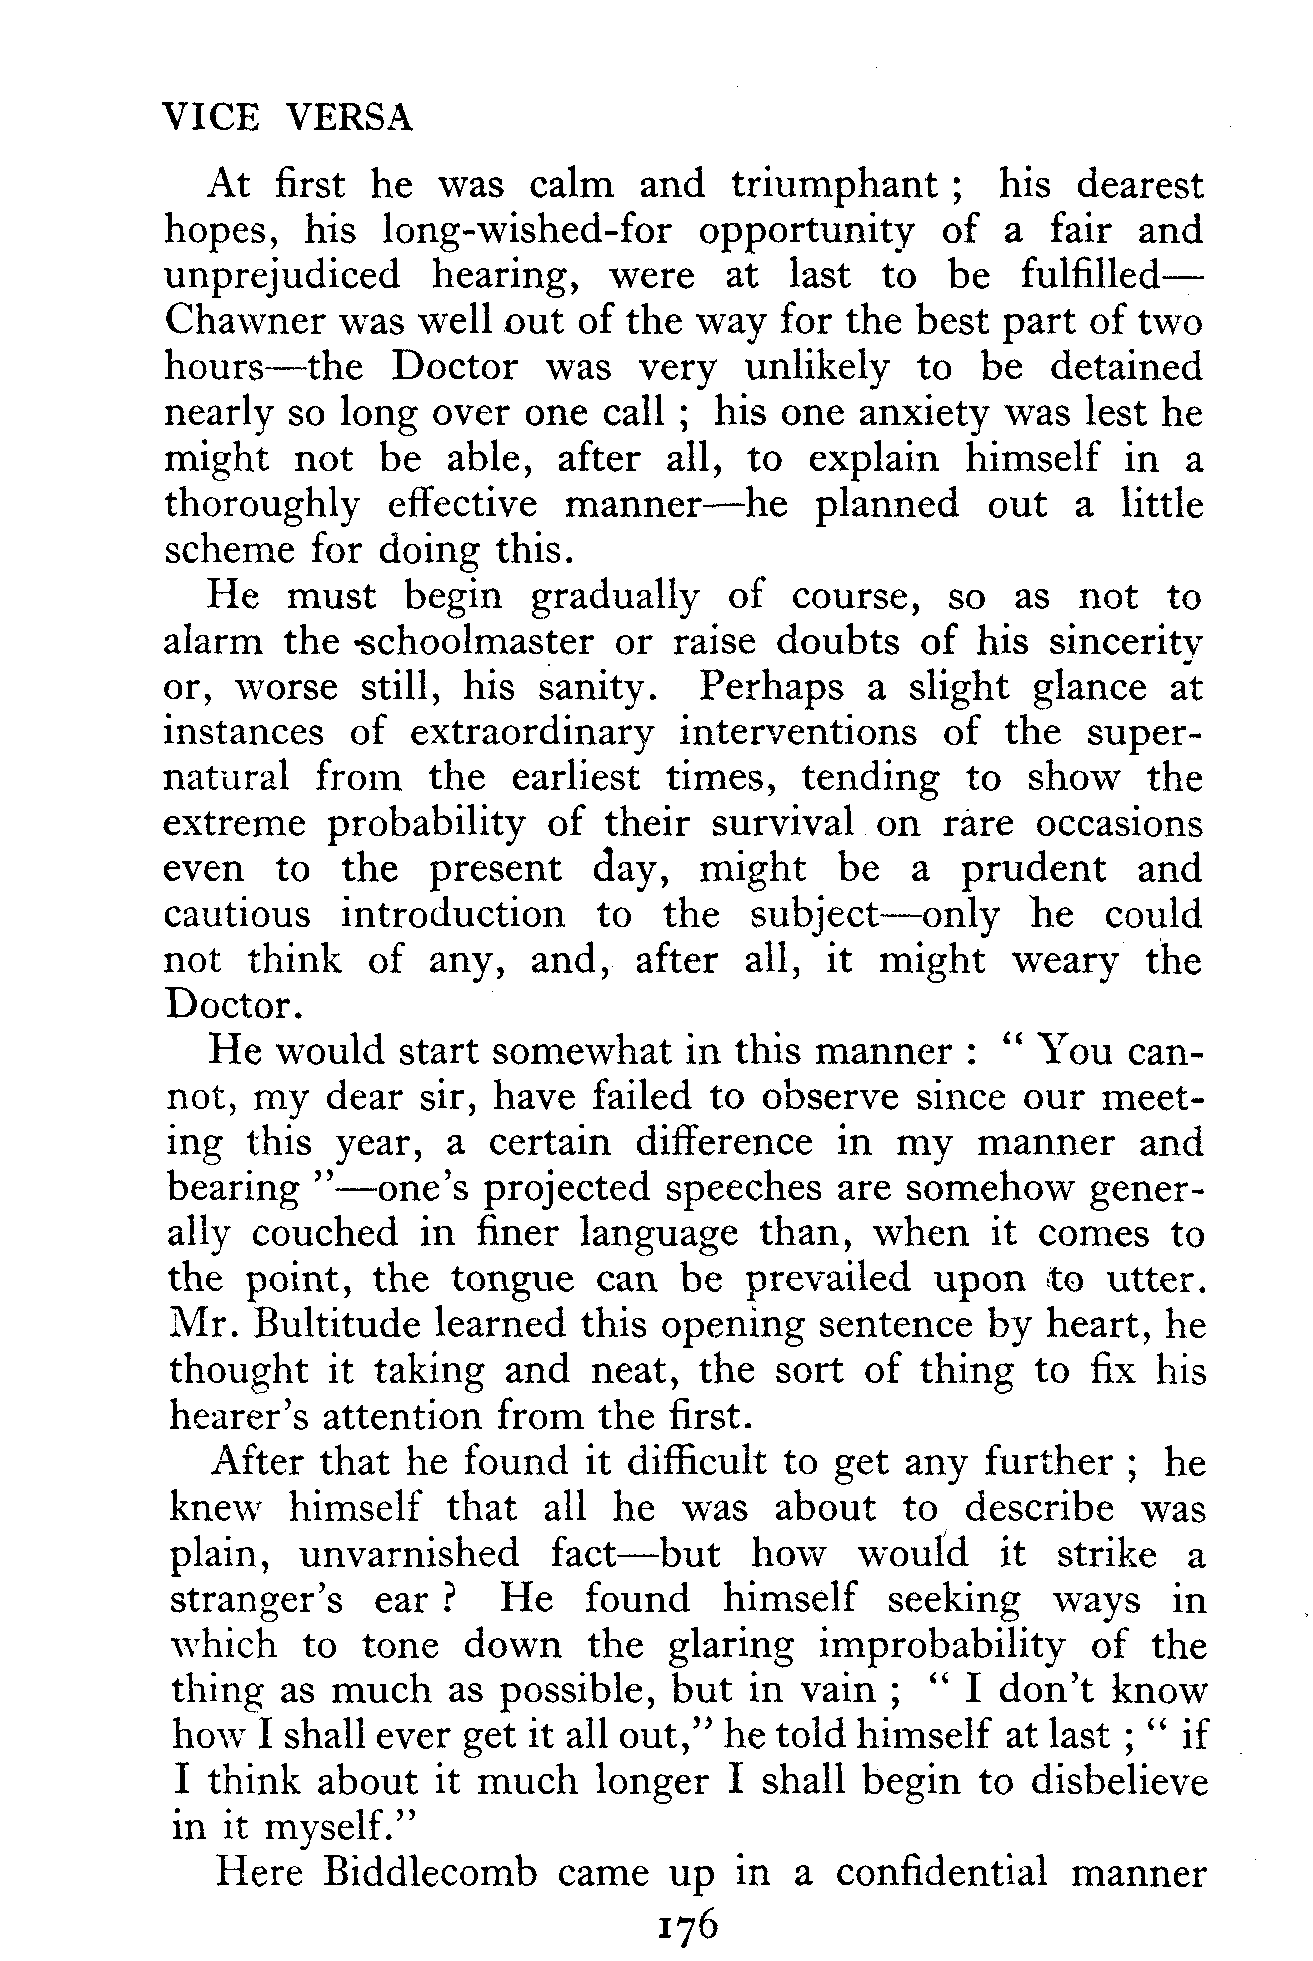 VICE VERSA
At first he was calm and triumphant ; his dearest
hopes, his long-wished-for opportunity of a fair and
unprejudiced hearing, were at last to be fulfilled—
Chawner was well out of the way for the best part of two
hours—the Doctor was very unlikely to be detained
nearly so long over one call ; his one anxiety was lest he
might not be able, after all, to explain himself in a
thoroughly effective manner—he planned out a little
scheme for doing this.
He must begin gradually of course, so as not to
alarm the schoolmaster or raise doubts of his sincerity
or, worse still, his sanity. Perhaps a slight glance at
instances of extraordinary interventions of the super-
natural from the earliest times, tending to show the
extreme probability of their survival on rare occasions
even to the present day, might be a prudent and
cautious introduction to the subject—only he could
not think of any, and, after all, it might weary the
Doctor.
He would start somewhat in this manner : “ You can-
not, my dear sir, have failed to observe since our meet-
ing this year, a certain difference in my manner and
bearing ”—one's projected speeches are somehow gener-
ally couched in finer language than, when it comes to
the point, the tongue can be prevailed upon to utter.
Mr. Bultitude learned this opening sentence by heart, he
thought it taking and neat, the sort of thing to fix his
hearer's attention from the first.
After that he found it difficult to get any further ; he
knew himself that all he was about to describe was
plain, unvarnished fact—but how would it strike a
stranger's ear ? He found himself seeking ways in
which to tone down the glaring improbability of the
thing as much as possible, but in vain ; “ I don't know
how I shall ever get it all out,” he told himself at last ; “ if
I think about it much longer I shall begin to disbelieve
in it myself.”
Here Biddlecomb came up in a confidential manner
176